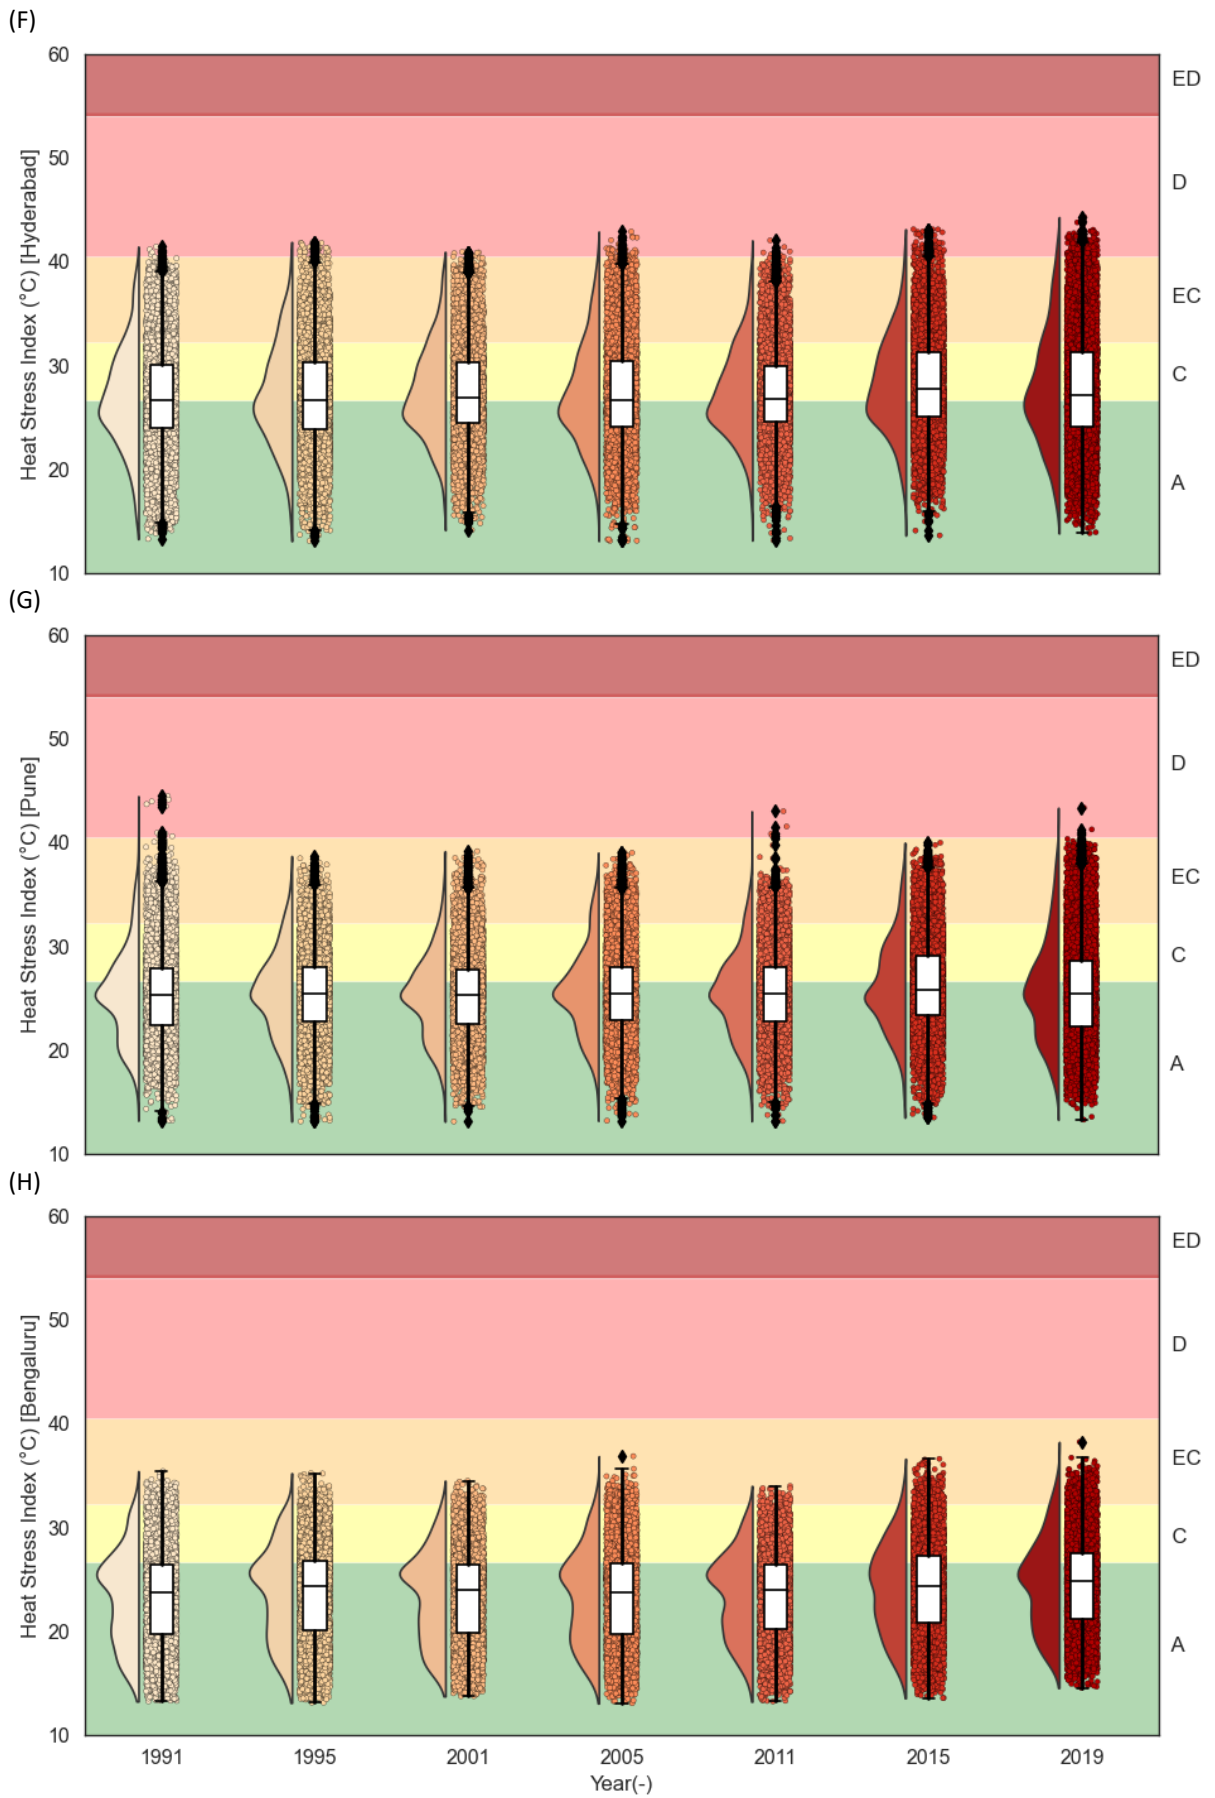 (F)
60
50
40
30
20
10
Heat Stress Index (°C) [Hyderabad]
ED
D
EC
C
A
(G)
60
50
40
30
20
10
Heat Stress Index (°C) [Pune]
ED
D
EC
C
A
(H)
60
50
40
30
20
10
Heat Stress Index (°C) [Bengaluru]
ED
D
EC
C
A
1991 1995 2001 2005 2011 2015 2019
Year(-)